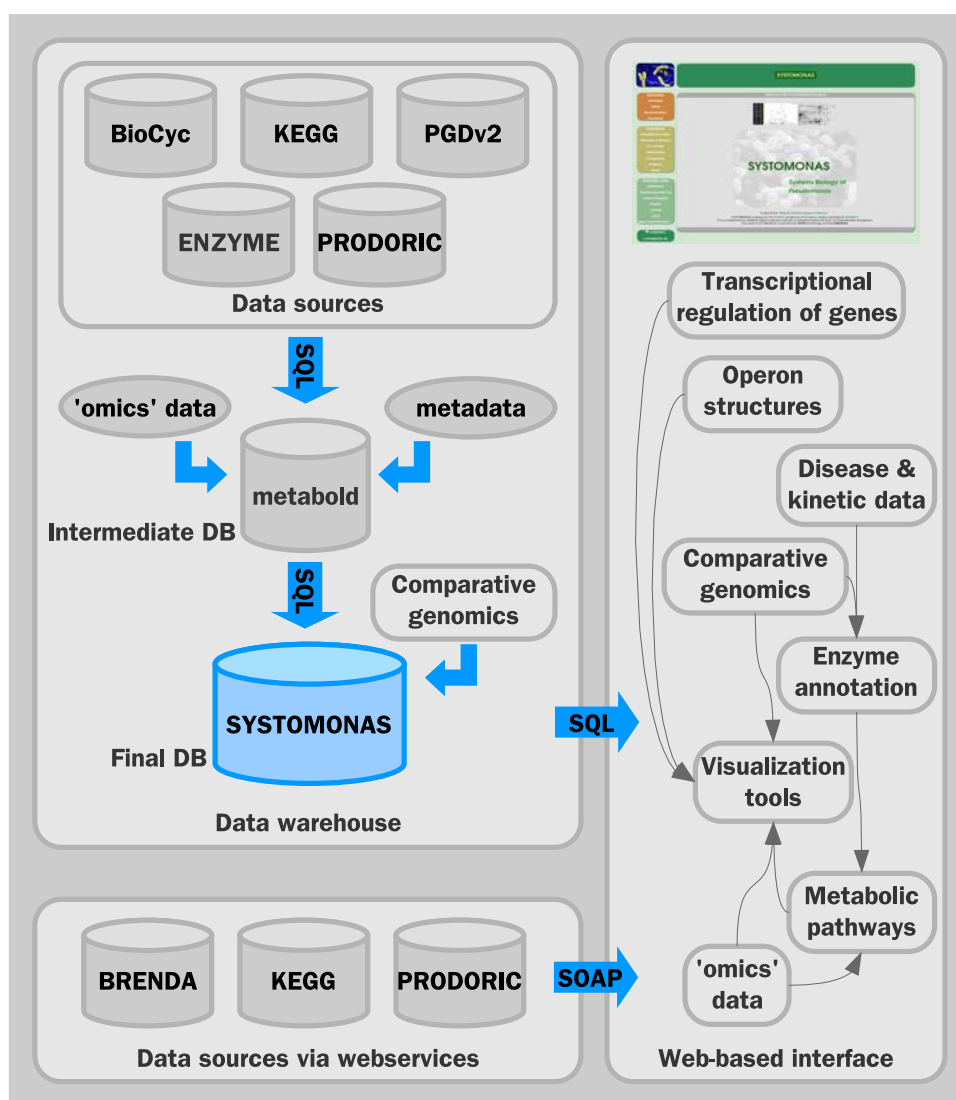 BioCyc
KEGG
PGDv2
ENZYME
PRODORIC
Data sources
SQL
'omics' data
metadata
metabold
Intermediate DB
SQL
Comparative
genomics
SYSTOMONAS
Final DB
Data warehouse
SQL
BRENDA
KEGG
PRODORIC
SOAP
Data sources via webservices
SYSTOMONAS
SYSTOMONAS
Systems Biology of
Pseudomonas
Transcriptional
regulation of genes
Operon
structures
Disease &
kinetic data
Comparative
genomics
Enzyme
annotation
Visualization
tools
Metabolic
pathways
'omics'
data
Web-based interface